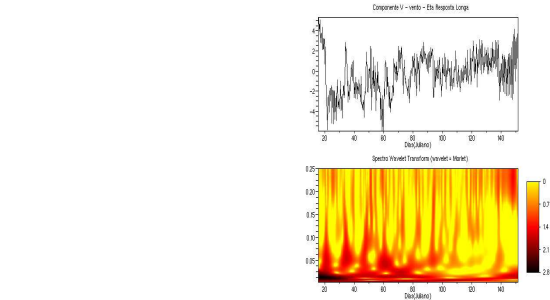 Componente V - vento - Eta Resposta Longa
4
2
0
-2
-4
20 40 60 80 100 120 140
Dias(Juliano)
Spectro Wavelet Transform (wavelet = Morlet)
0.25
0.20
0.15
0.10
0.05
20 40 60 80 100 120 140
Dias(Juliano)
0
0.7
1.4
2.1
2.8